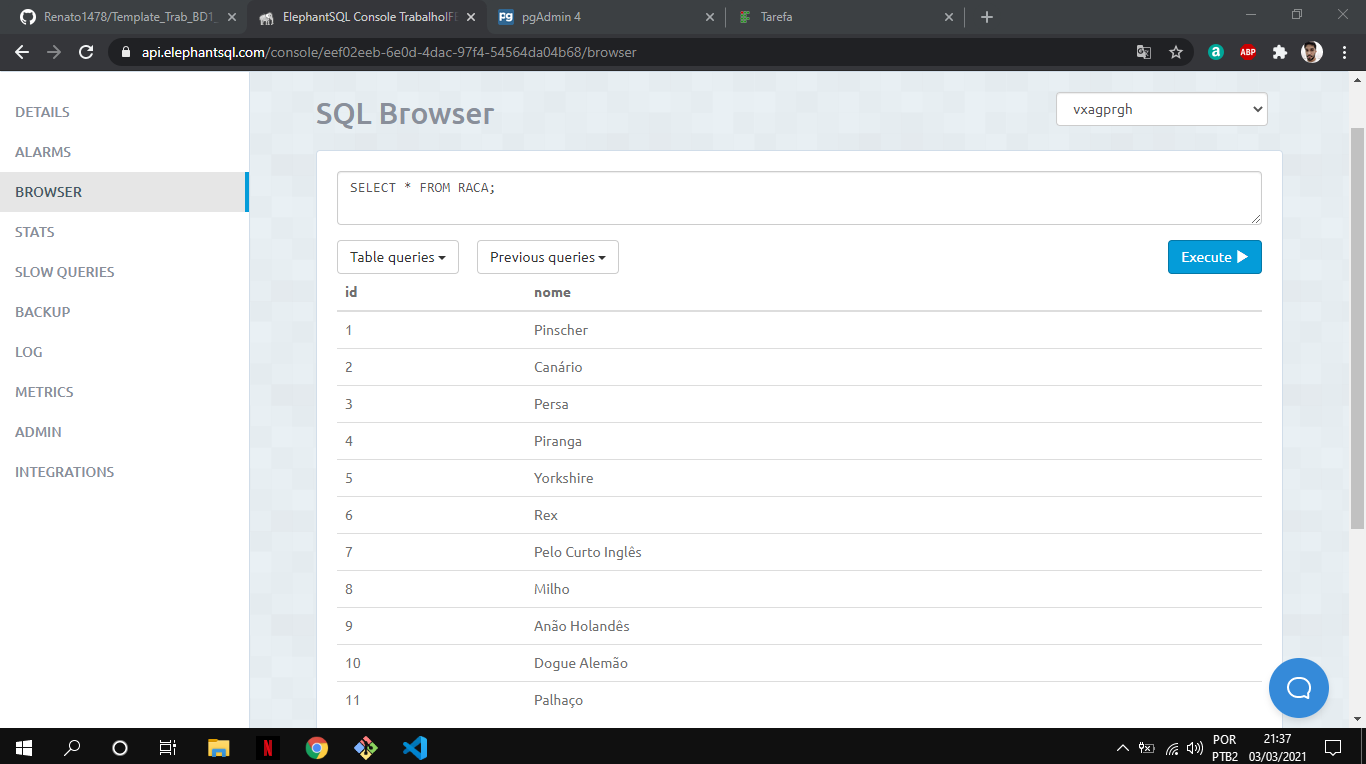 Renato1478/Template_Trab_BD1_
ElephantSQL Console TrabalhoIFE
pgAdmin 4
Tarefa
api.elephantsql.com/console/eef02eeb-6e0d-4dac-97f4-54564da04b68/browser
ABP
DETAILS
ALARMS
BROWSER
STATS
SLOW QUERIES
BACKUP
LOG
METRICS
ADMIN
INTEGRATIONS
SQL Browser
vxagprgh
SELECT * FROM RACA;
Table queries
Previous queries
Execute
id nome
1 Pinscher
2 Canário
3 Persa
4 Piranga
5 Yorkshire
6 Rex
7 Pelo Curto Inglês
8 Milho
9 Anão Holandês
10 Dogue Alemão
11 Palhaço
POR
PTB2
21:37
03/03/2021